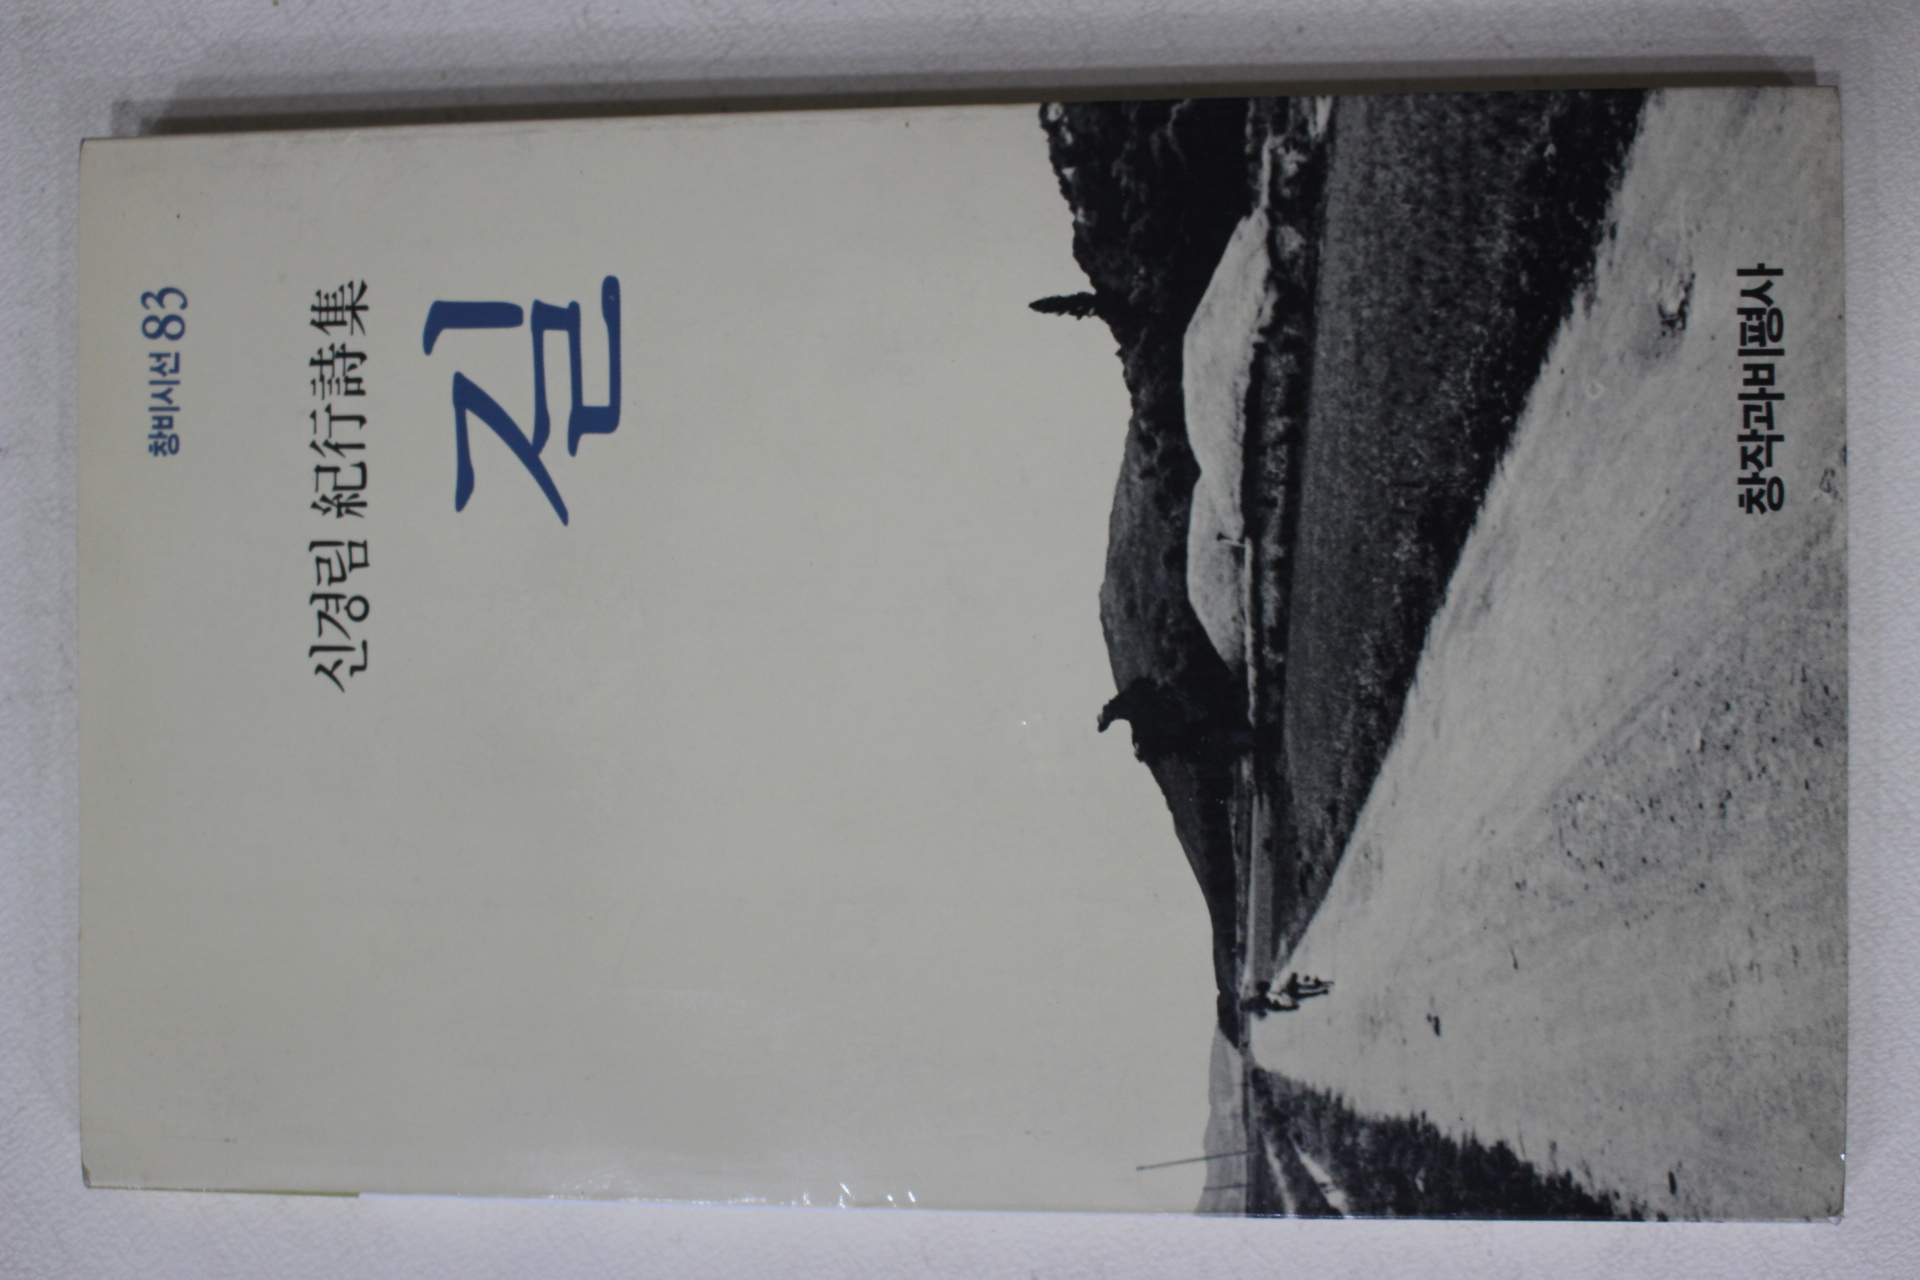 창비시선 83
신경림 紀行詩集
길
창작과비평사